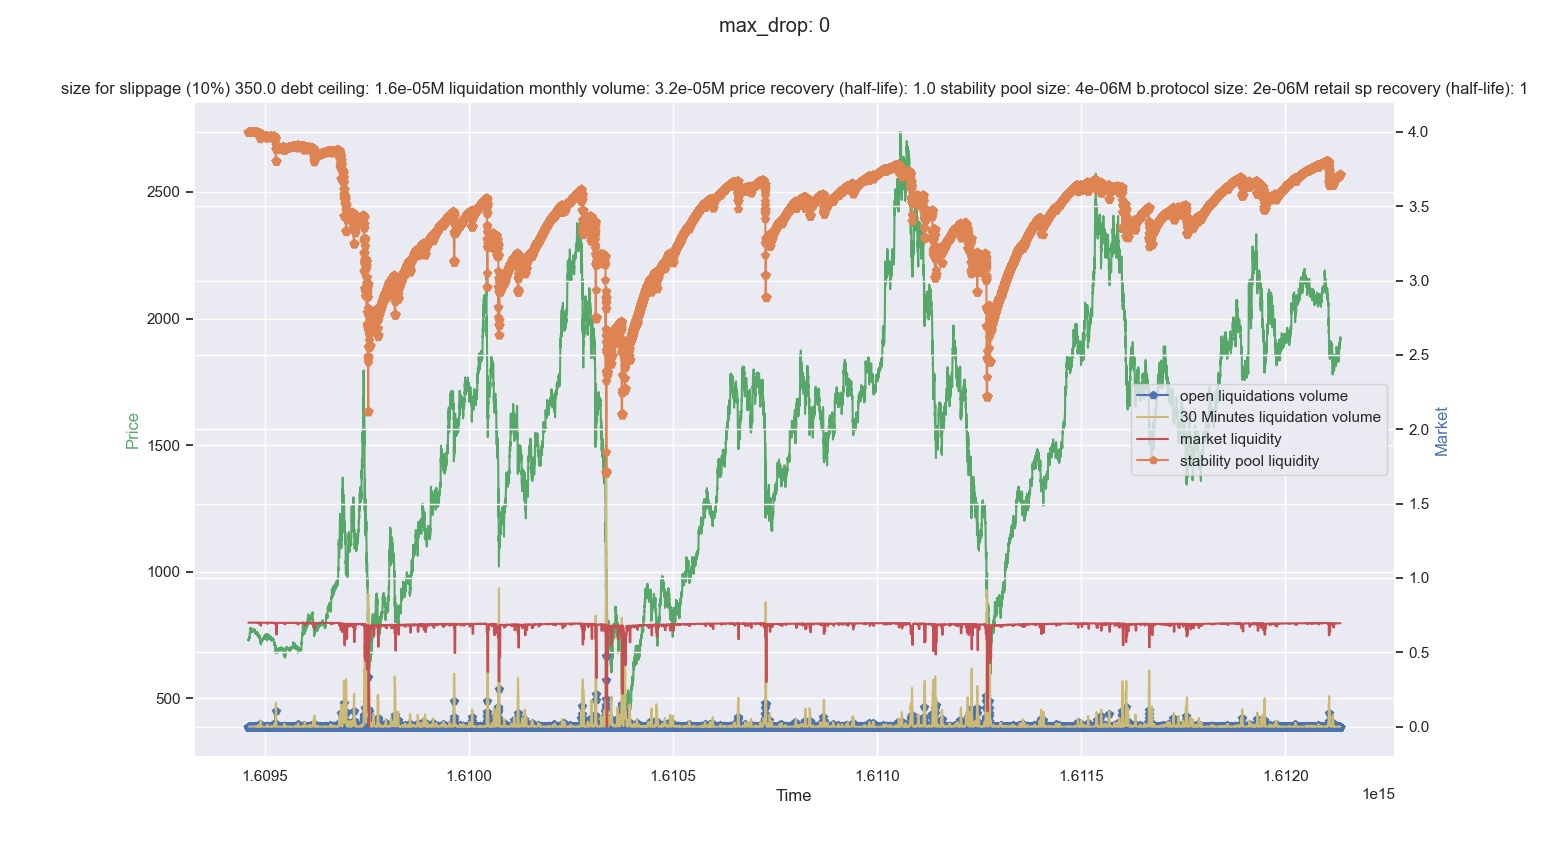 max_drop: 0
size for slippage (10%) 350.0 debt ceiling: 1.6e-05M liquidation monthly volume: 3.2e-05M price recovery (half-life): 1.0 stability pool size: 4e-06M b.protocol size: 2e-06M retail sp recovery (half-life): 1
4.0
2500
3.5
3.0
2000
2.5
open liquidations volume
30 Minutes liquidation volume
market liquidity
stability pool liquidity
Price
Market
2.0
1500
1.5
1000
1.0
0.5
500
0.0
1.6095 1.6100 1.6105 1.6110 1.6115 1.6120
Time
1e15